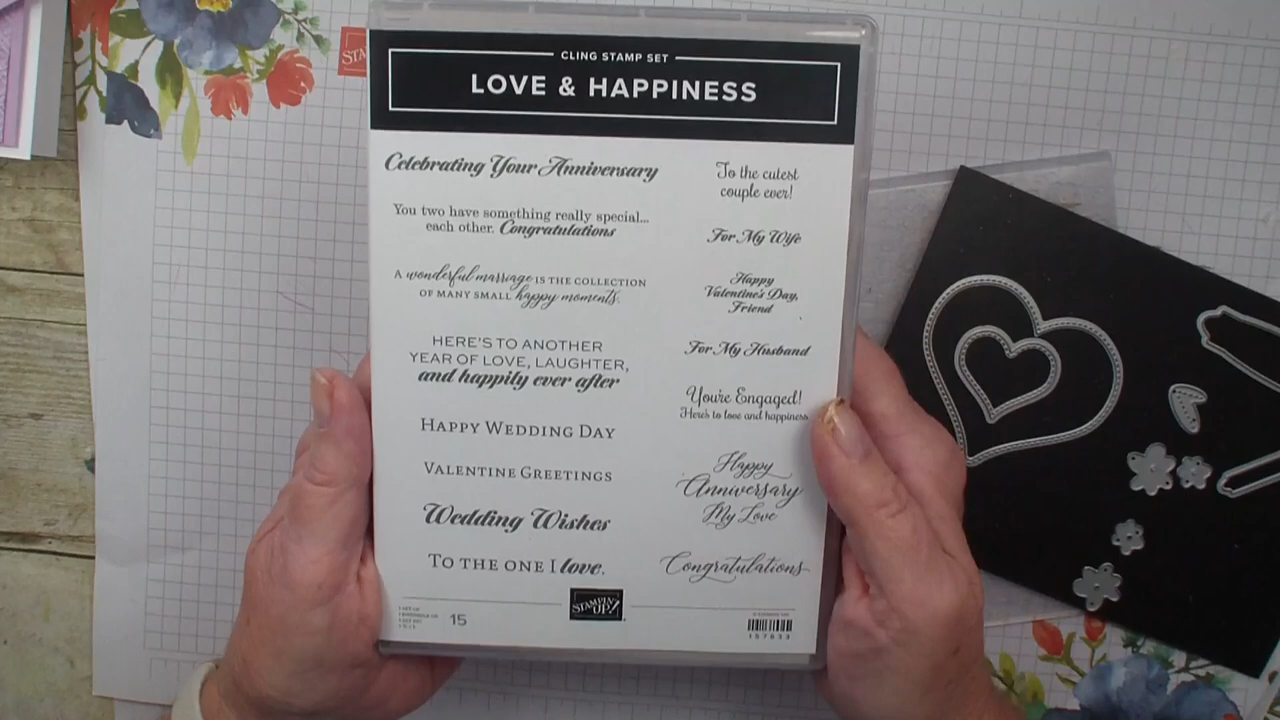 CLING STAMP SET
LOVE & HAPPINESS
Celebrating Your Anniversary
You two have something really special...
each other. Congratulations
A wonderful marriage IS THE COLLECTION
OF MANY SMALL happy moments.
HERE'S TO ANOTHER
YEAR OF LOVE, LAUGHTER,
and happily ever after
HAPPY WEDDING DAY
VALENTINE GREETINGS
Wedding Wishes
TO THE ONE I love.
To the cutest
couple ever!
For My Wife
Happy
Valentine's Day,
Friend
For My Husband
You're Engaged!
Here's to love and happiness
Happy
Anniversary
My Love
Congratulations
15
STAMPIN' UP!
157633
STA